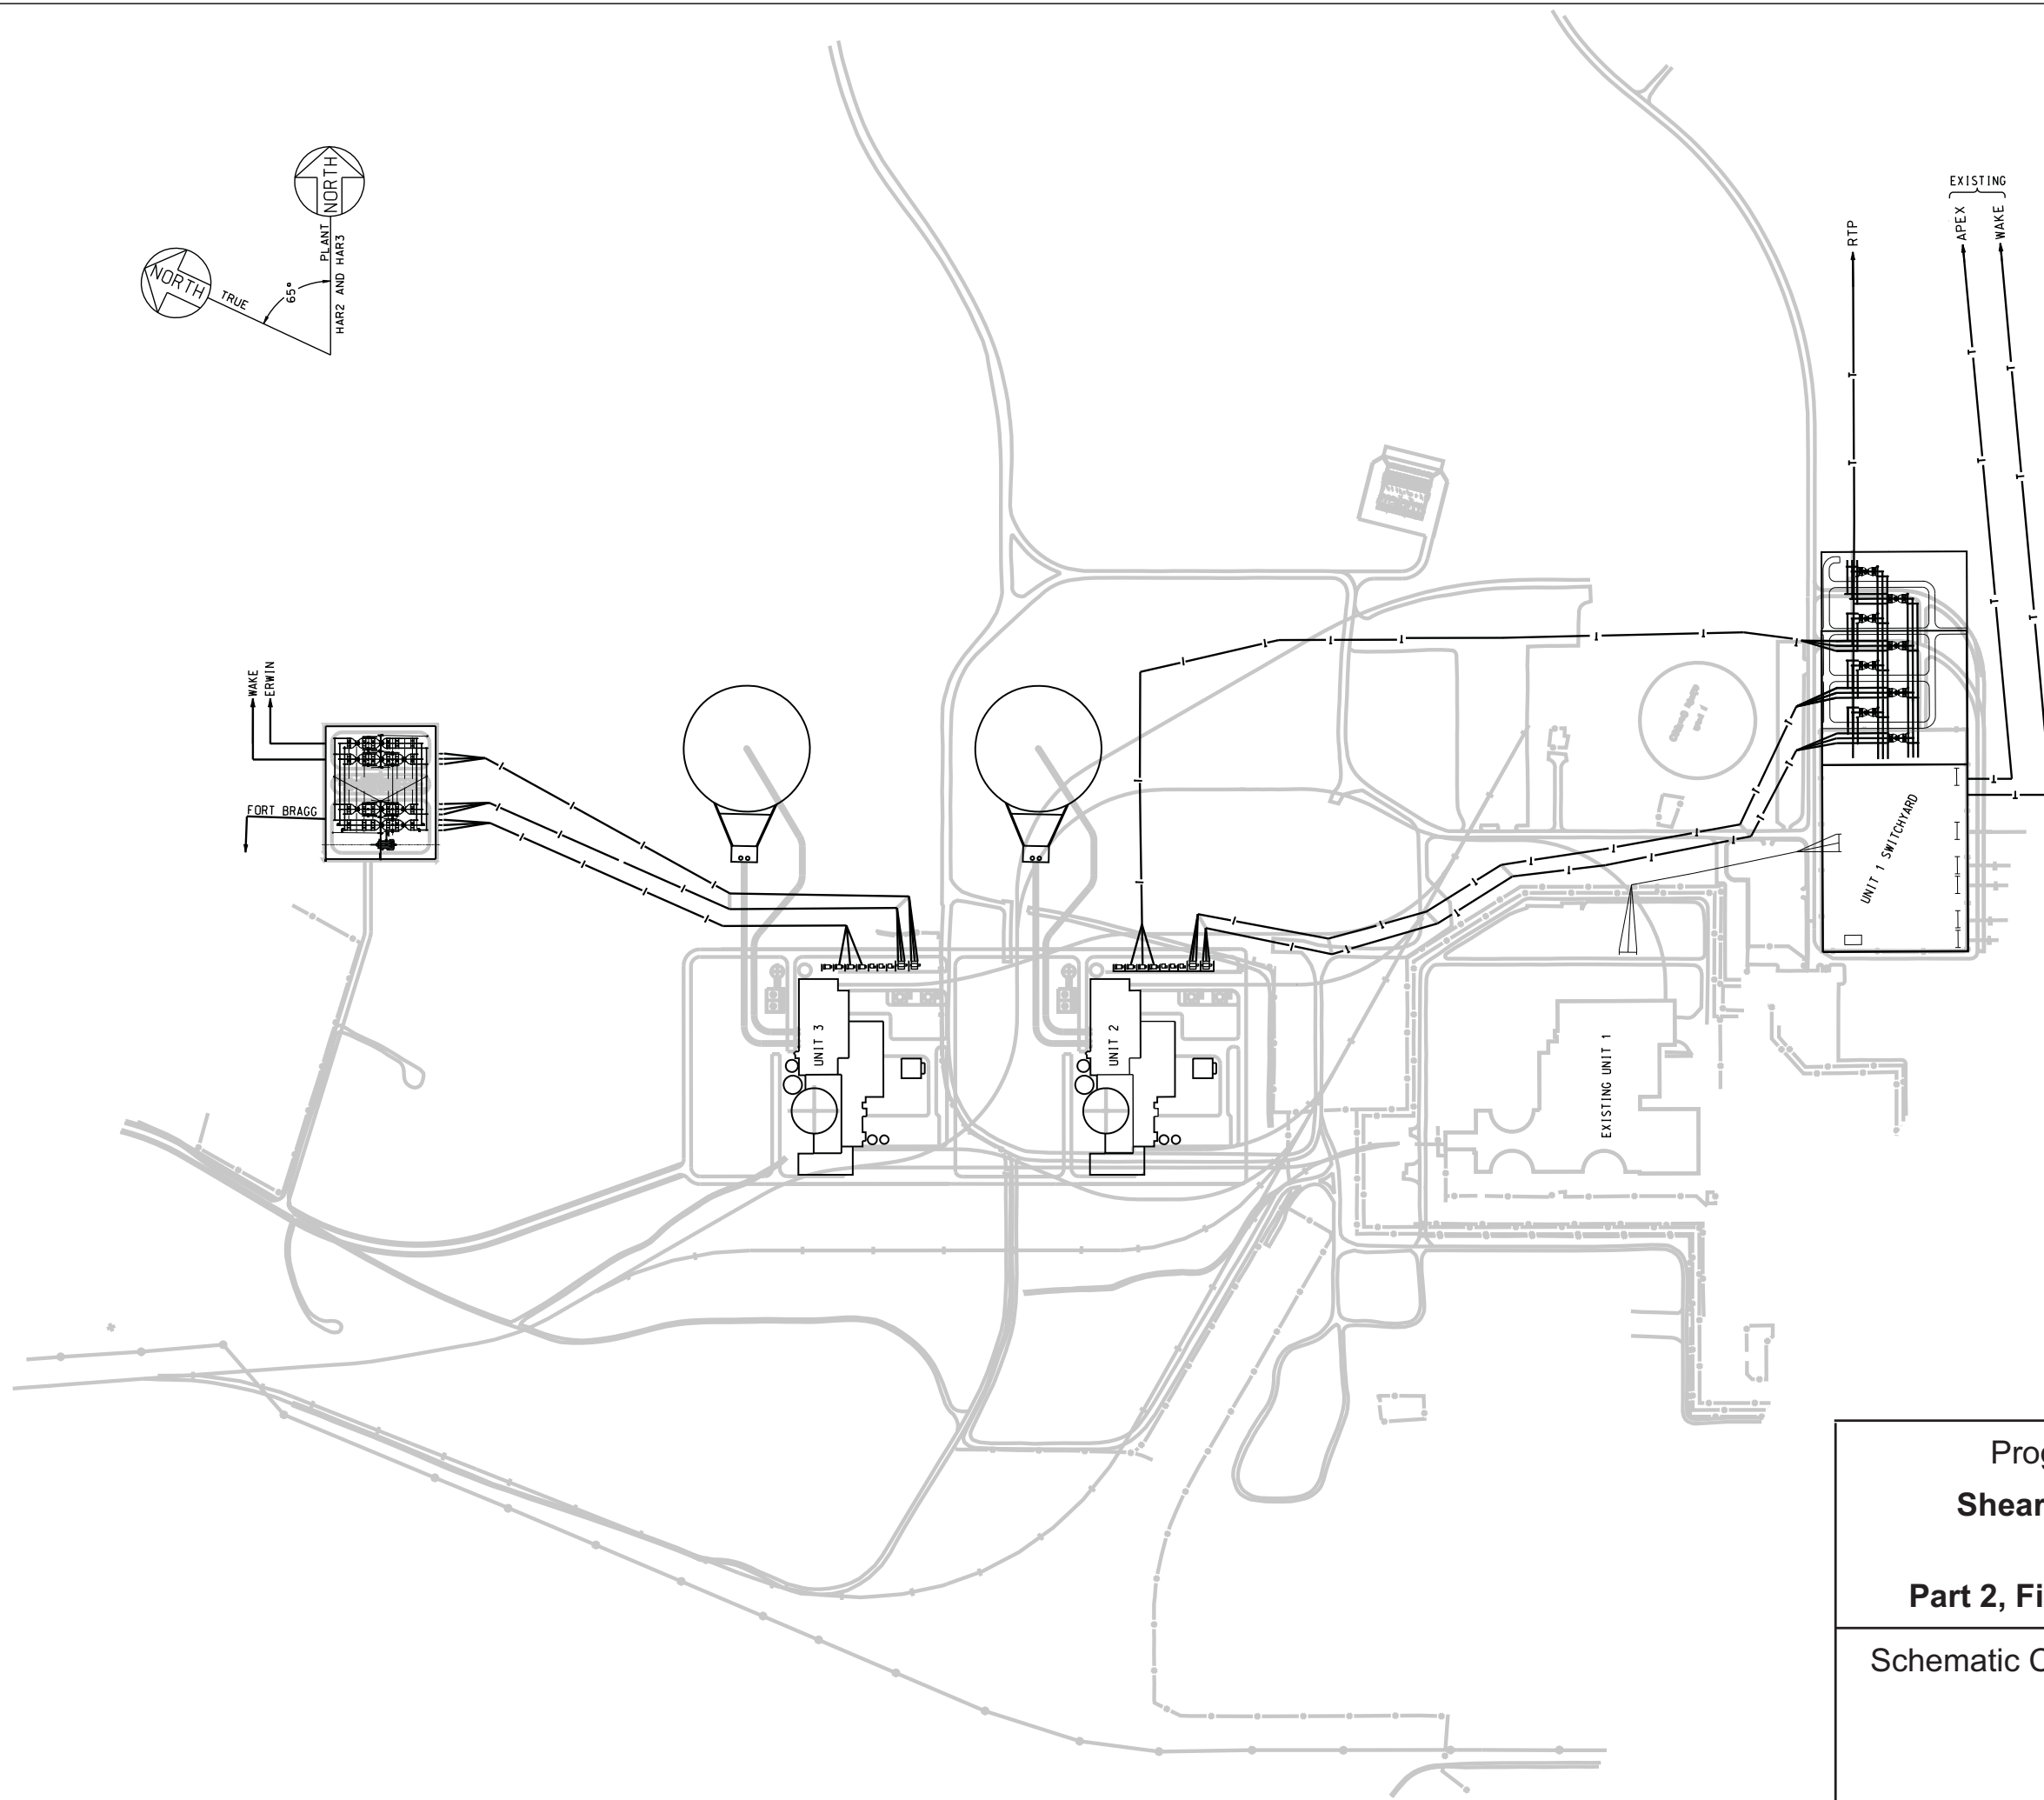 EXISTING
NORTH
PLANT
HAR2 AND HAR3
NORTH
TRUE
65°
RTP
APEX
WAKE
WAKE
ERWIN
FORT BRAGG
UNIT 1 SWITCHYARD
UNIT 3
UNIT 2
EXISTING UNIT 1
Prog
Shear
Part 2, Fi
Schematic C